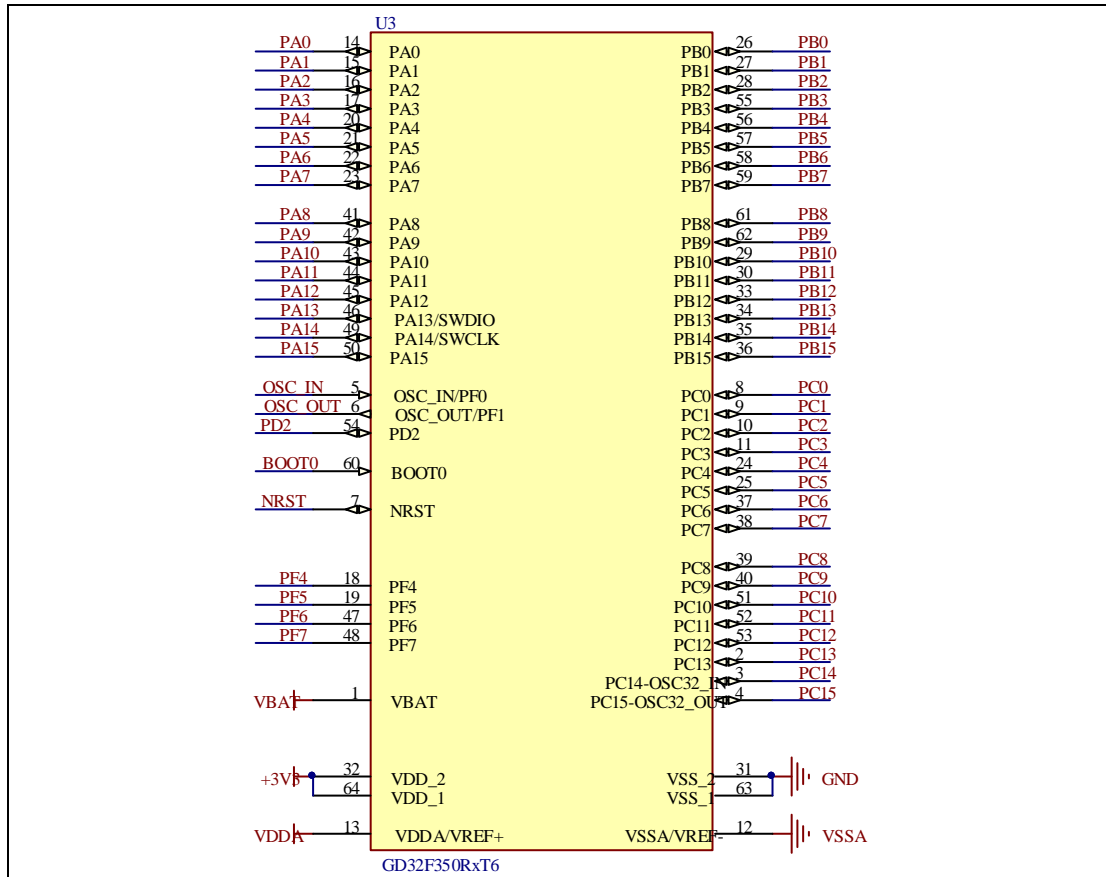 U3
PA0 14 PA0 PB0 26 PB0
PA1 15 PA1 PB1 27 PB1
PA2 16 PA2 PB2 28 PB2
PA3 17 PA3 PB3 55 PB3
PA4 20 PA4 PB4 56 PB4
PA5 21 PA5 PB5 57 PB5
PA6 22 PA6 PB6 58 PB6
PA7 23 PA7 PB7 59 PB7
PA8 41 PA8 PB8 61 PB8
PA9 42 PA9 PB9 62 PB9
PA10 43 PA10 PB10 29 PB10
PA11 44 PA11 PB11 30 PB11
PA12 45 PA12 PB12 33 PB12
PA13 46 PA13/SWDIO PB13 34 PB13
PA14 49 PA14/SWCLK PB14 35 PB14
PA15 50 PA15 PB15 36 PB15
OSC_IN 5 OSC_IN/PF0 PC0 8 PC0
OSC_OUT 6 OSC_OUT/PF1 PC1 9 PC1
PD2 54 PD2 PC2 10 PC2
PC3 11 PC3
BOOT0 60 BOOT0 PC4 24 PC4
PC5 25 PC5
NRST 7 NRST PC6 37 PC6
PC7 38 PC7
PC8 39 PC8
PF4 18 PF4 PC9 40 PC9
PF5 19 PF5 PC10 51 PC10
PF6 47 PF6 PC11 52 PC11
PF7 48 PF7 PC12 53 PC12
PC13 2 PC13
PC14-OSC32_IN 3 PC14
VBAT 1 VBAT PC15-OSC32_OUT 4 PC15
+3V3 32 VDD_2 VSS_2 31 GND
64 VDD_1 VSS_1 63
VDDA 13 VDDA/VREF+ VSSA/VREF- 12 VSSA
GD32F350RxT6